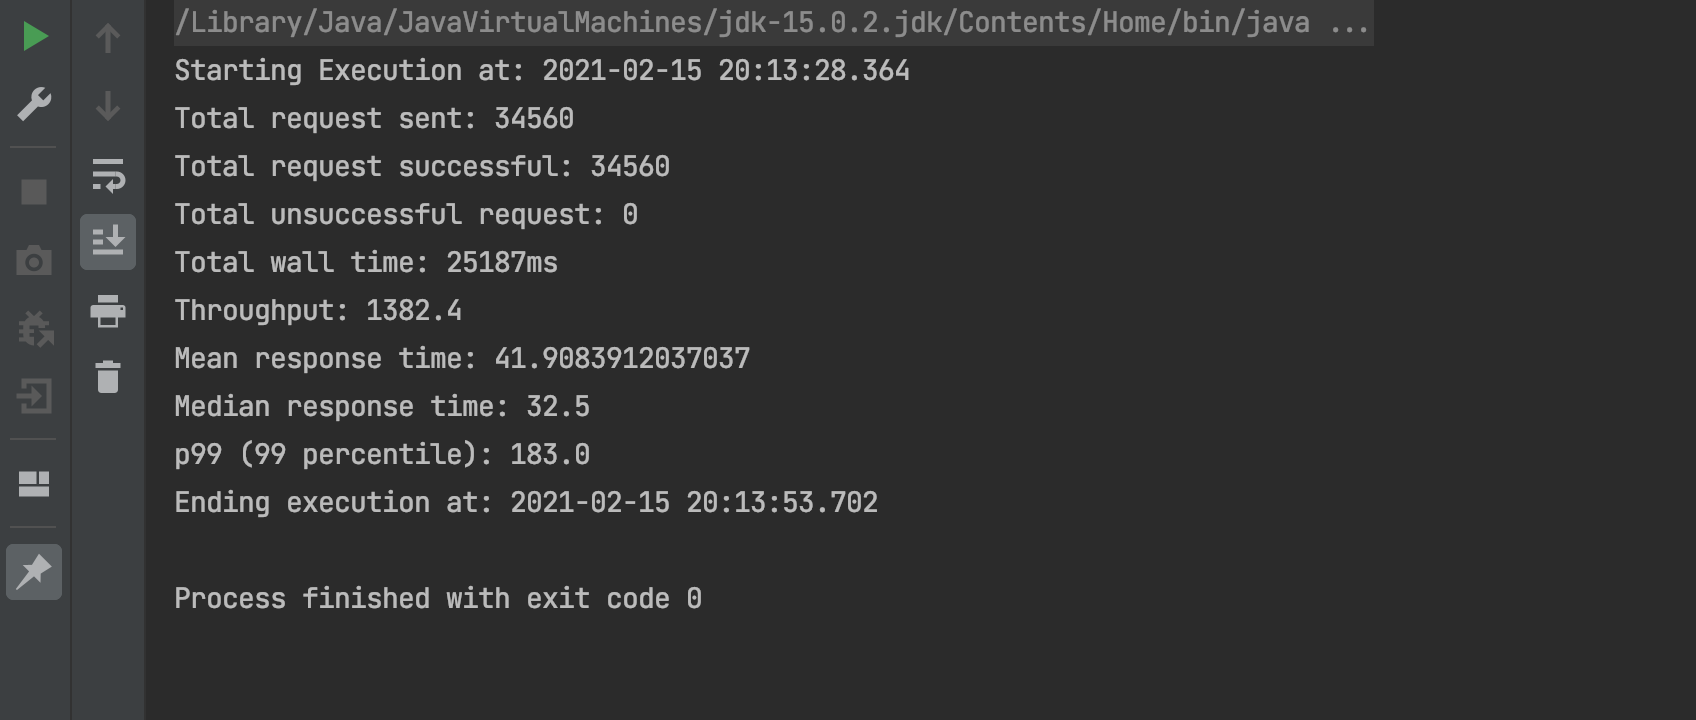 /Library/Java/JavaVirtualMachines/jdk-15.0.2.jdk/Contents/Home/bin/java ...
Starting Execution at: 2021-02-15 20:13:28.364
Total request sent: 34560
Total request successful: 34560
Total unsuccessful request: 0
Total wall time: 25187ms
Throughput: 1382.4
Mean response time: 41.9083912037037
Median response time: 32.5
p99 (99 percentile): 183.0
Ending execution at: 2021-02-15 20:13:53.702
Process finished with exit code 0